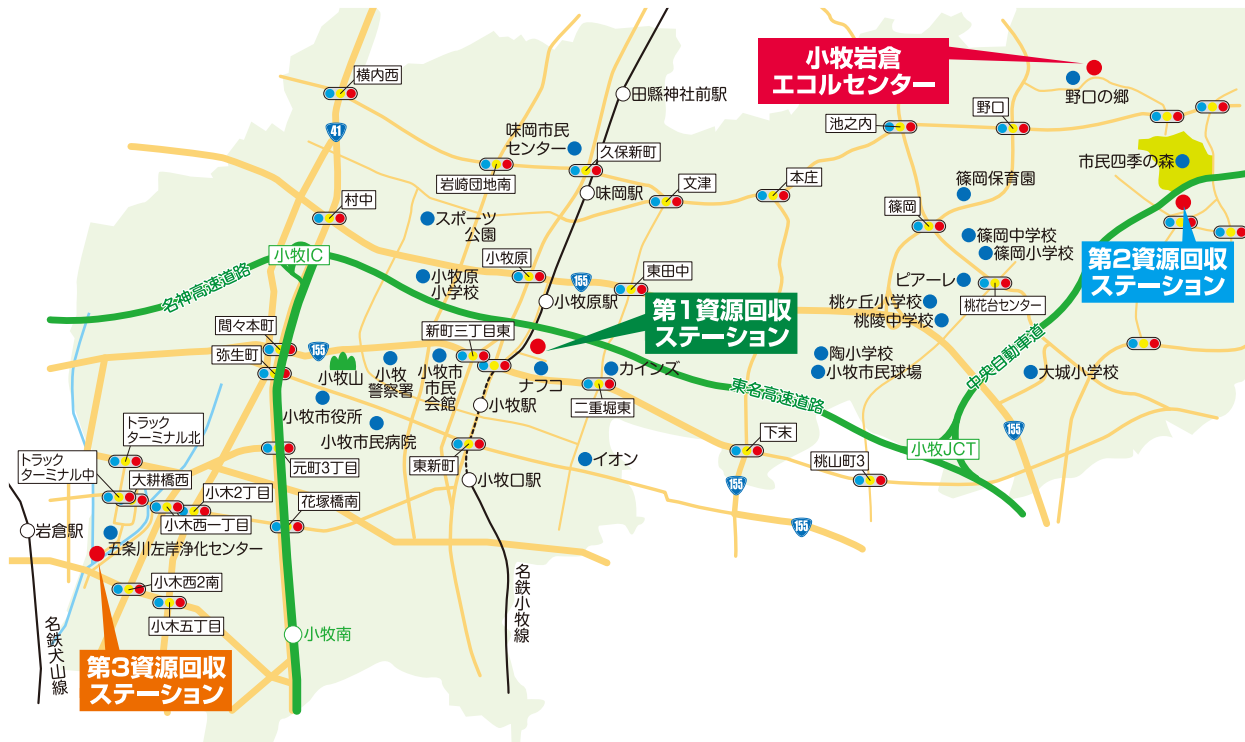 小牧岩倉
エコルセンター
横内西
田縣神社前駅
野口の郷
野口
池之内
41
味岡市民
センター
久保新町
岩崎団地南
市民四季の森
本庄
文津
味岡駅
篠岡保育園
村中
スポーツ
公園
篠岡
篠岡中学校
篠岡小学校
小牧IC
小牧原
第2資源回収
ステーション
名神高速道路
小牧原
小学校
155
東田中
ピアーレ
桃花台センター
小牧原駅
桃ヶ丘小学校
桃陵中学校
第1資源回収
ステーション
間々本町
新町三丁目東
弥生町
155
小牧山
小牧
警察署
小牧市
市民
会館
ナフコ
カインズ
陶小学校
小牧市民球場
中央自動車道
大城小学校
東名高速道路
小牧市役所
小牧駅
二重堀東
トラック
ターミナル北
小牧市民病院
下末
155
小牧JCT
トラック
ターミナル中
大耕橋西
元町3丁目
東新町
イオン
桃山町3
小牧口駅
155
小木2丁目
花塚橋南
小木西一丁目
155
岩倉駅
五条川左岸浄化センター
小木西2南
小木五丁目
名鉄小牧線
名鉄犬山線
小牧南
第3資源回収
ステーション